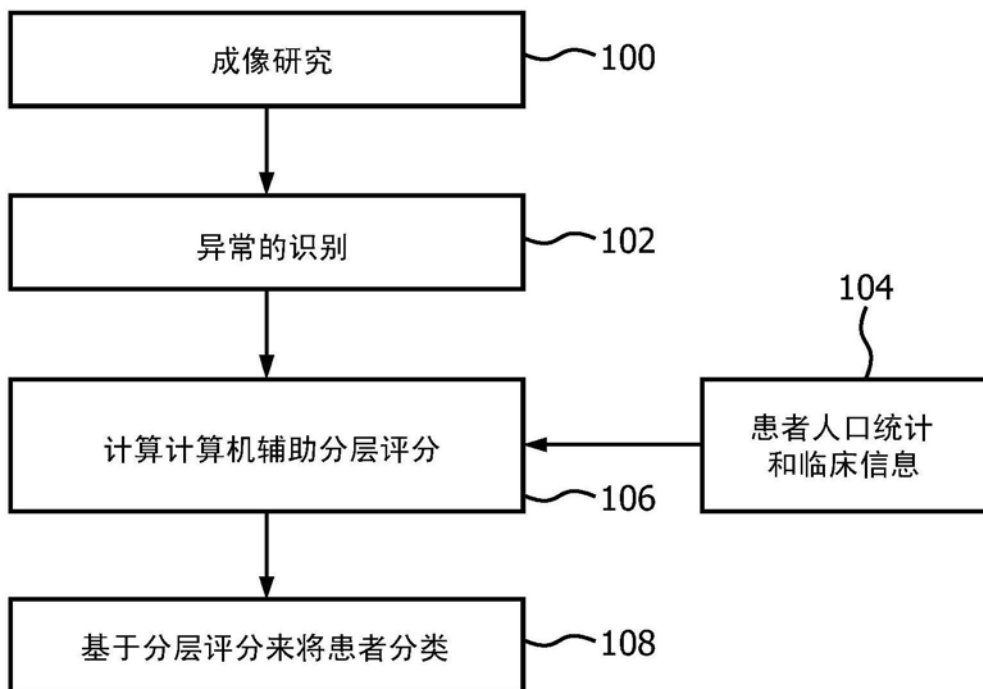 成像研究
100
异常的识别
102
104
患者人口统计
和临床信息
计算计算机辅助分层评分
106
基于分层评分来将患者分类
108